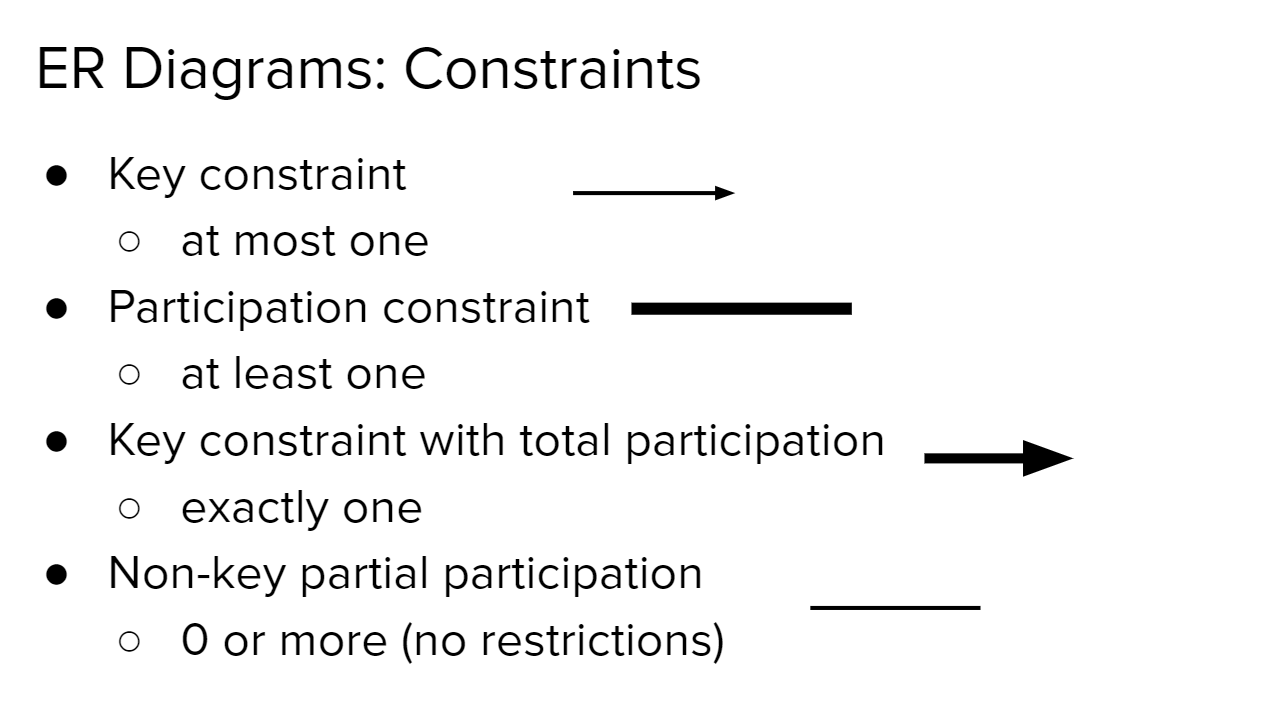 ER Diagrams: Constraints
● Key constraint
○ at most one
● Participation constraint
○ at least one
● Key constraint with total participation
○ exactly one
● Non-key partial participation
○ 0 or more (no restrictions)